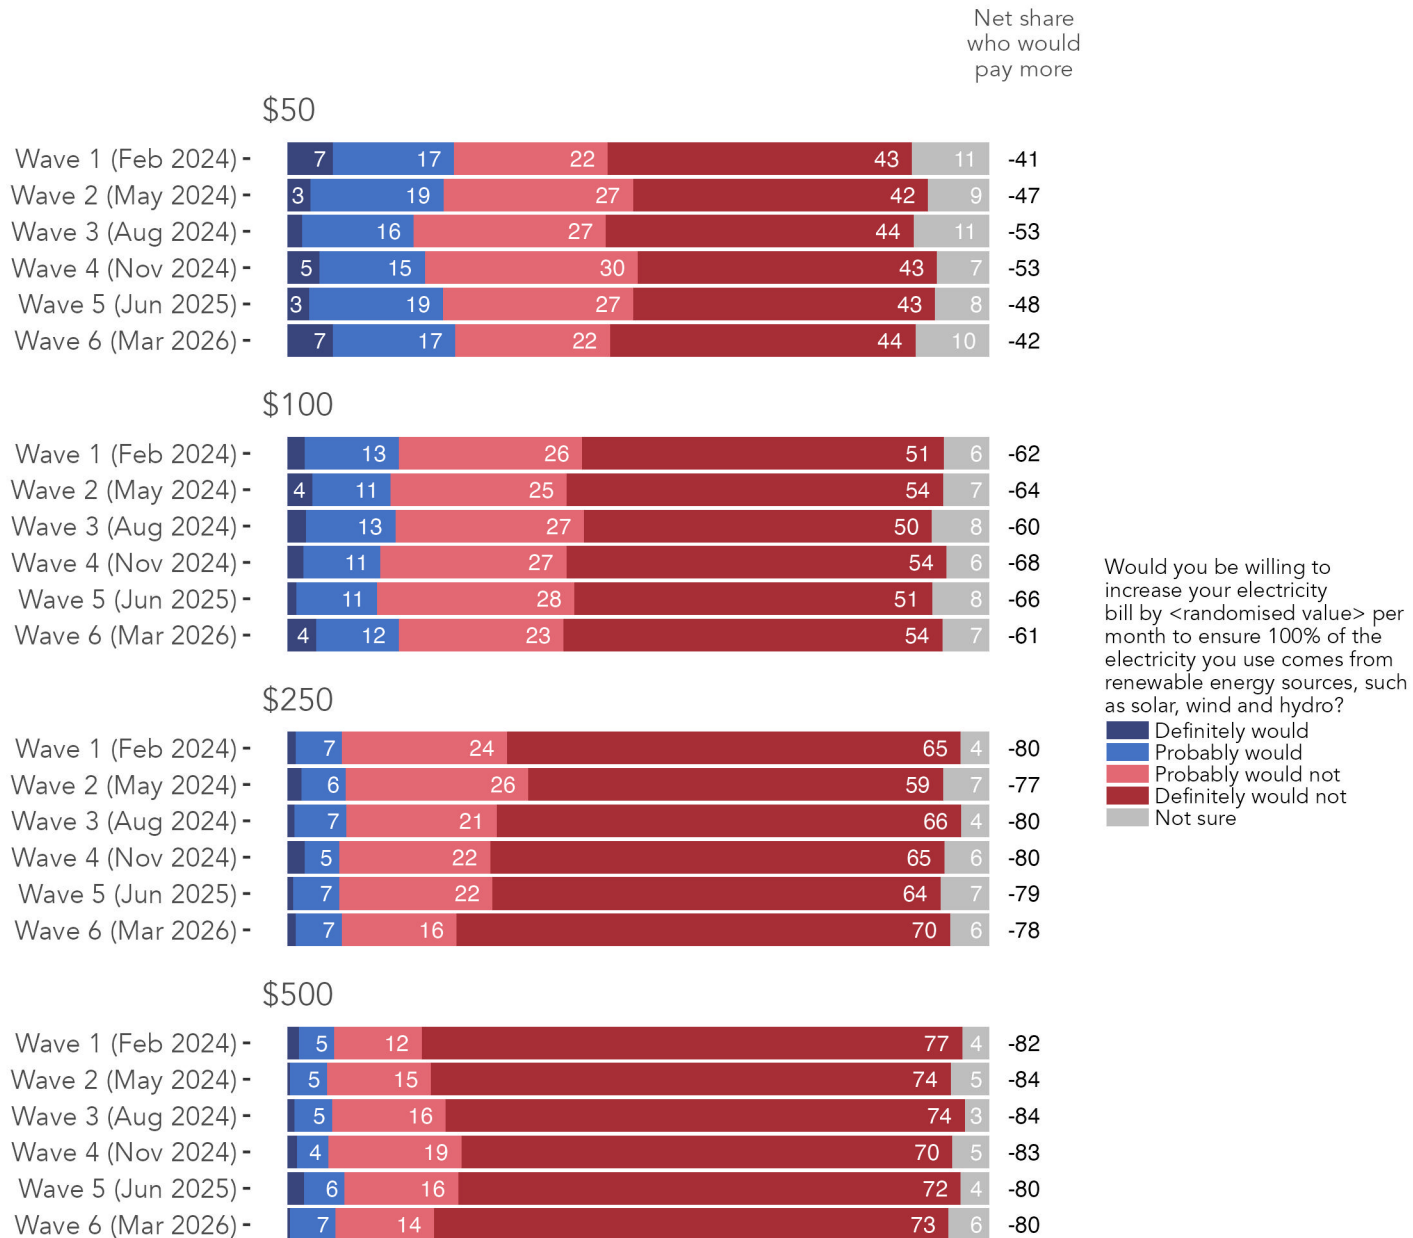 Net share
who would
pay more
$50
Wave 1 (Feb 2024) 7 17 22 43 11 -41
Wave 2 (May 2024) 3 19 27 42 9 -47
Wave 3 (Aug 2024) 16 27 44 11 -53
Wave 4 (Nov 2024) 5 15 30 43 7 -53
Wave 5 (Jun 2025) 3 19 27 43 8 -48
Wave 6 (Mar 2026) 7 17 22 44 10 -42
$100
Wave 1 (Feb 2024) 13 26 51 6 -62
Wave 2 (May 2024) 4 11 25 54 7 -64
Wave 3 (Aug 2024) 13 27 50 8 -60
Wave 4 (Nov 2024) 11 27 54 6 -68
Wave 5 (Jun 2025) 11 28 51 8 -66
Wave 6 (Mar 2026) 4 12 23 54 7 -61
$250
Wave 1 (Feb 2024) 7 24 65 4 -80
Wave 2 (May 2024) 6 26 59 7 -77
Wave 3 (Aug 2024) 7 21 66 4 -80
Wave 4 (Nov 2024) 5 22 65 6 -80
Wave 5 (Jun 2025) 7 22 64 7 -79
Wave 6 (Mar 2026) 7 16 70 6 -78
$500
Wave 1 (Feb 2024) 5 12 77 4 -82
Wave 2 (May 2024) 5 15 74 5 -84
Wave 3 (Aug 2024) 5 16 74 3 -84
Wave 4 (Nov 2024) 4 19 70 5 -83
Wave 5 (Jun 2025) 6 16 72 4 -80
Wave 6 (Mar 2026) 7 14 73 6 -80
Would you be willing to
increase your electricity
bill by <randomised value> per
month to ensure 100% of the
electricity you use comes from
renewable energy sources, such
as solar, wind and hydro?
Definitely would
Probably would
Probably would not
Definitely would not
Not sure